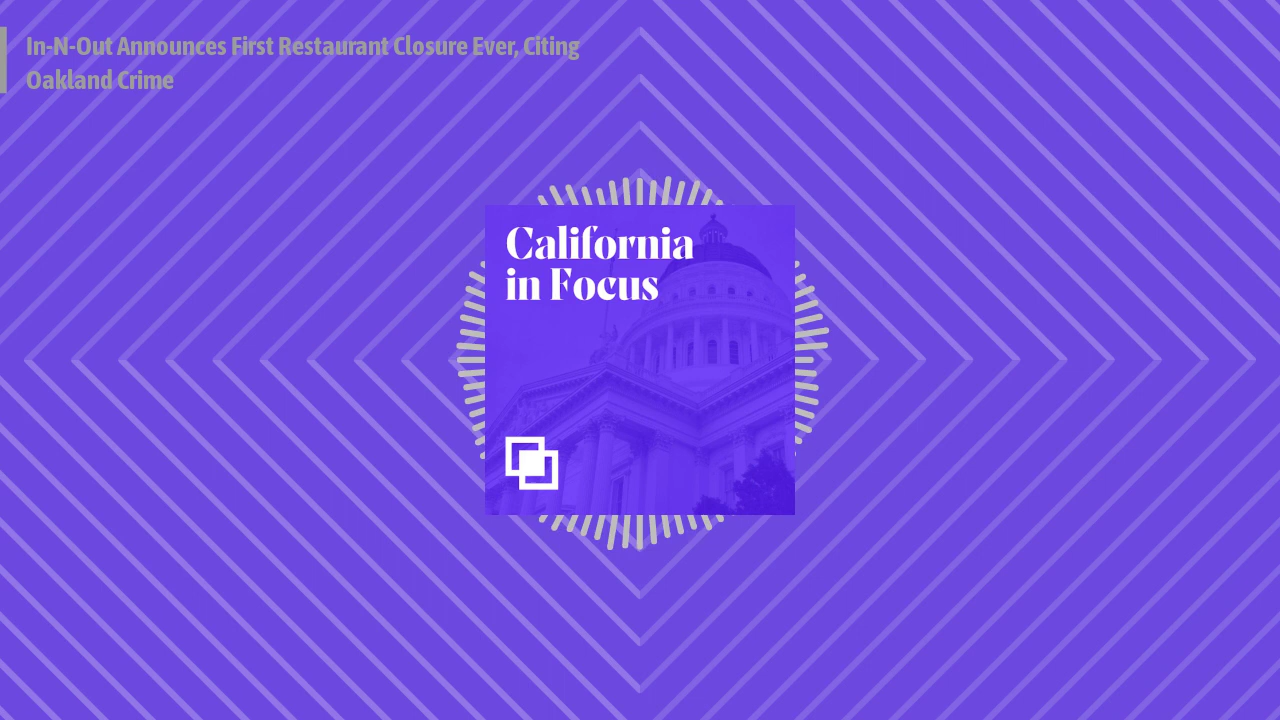 In-N-Out Announces First Restaurant Closure Ever, Citing
Oakland Crime
California
in Focus